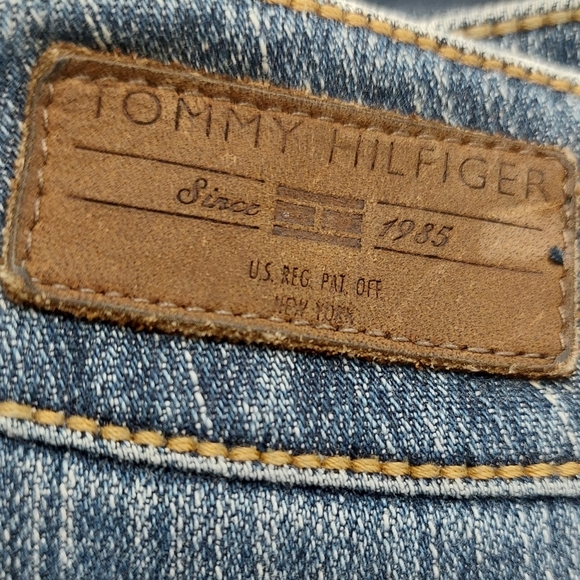 TOMMY HILFIGER
Since 1985
U.S. REG. PAT. OFF.
NEW YORK